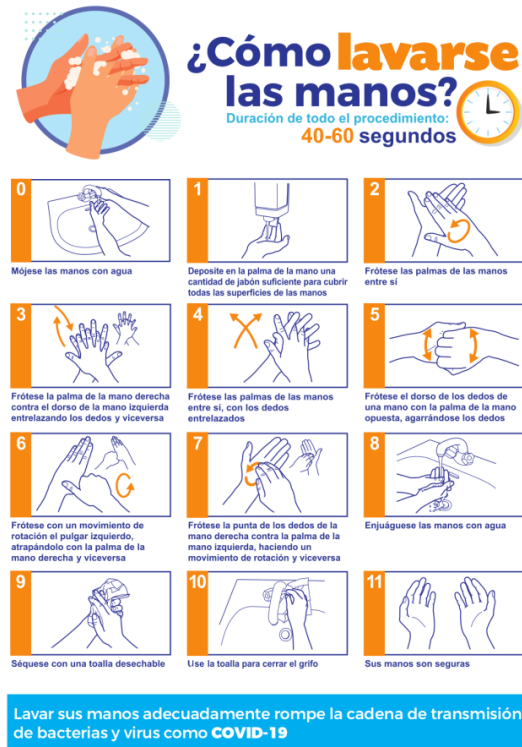 ¿Cómo lavarse
las manos?
Duración de todo el procedimiento:
40-60 segundos
0
Mójese las manos con agua
1
Deposite en la palma de la mano una
cantidad de jabón suficiente para cubrir
todas las superficies de las manos
2
Frótese las palmas de las manos
entre sí
3
Frótese la palma de la mano derecha
contra el dorso de la mano izquierda
entrelazando los dedos y viceversa
4
Frótese las palmas de las manos
entre sí, con los dedos
entrelazados
5
Frótese el dorso de los dedos de
una mano con la palma de la mano
opuesta, agarrándose los dedos
6
Frótese con un movimiento de
rotación el pulgar izquierdo,
atrapándolo con la palma de la
mano derecha y viceversa
7
Frótese la punta de los dedos de la
mano derecha contra la palma de la
mano izquierda, haciendo un
movimiento de rotación y viceversa
8
Enjuáguese las manos con agua
9
Séquese con una toalla desechable
10
Use la toalla para cerrar el grifo
11
Sus manos son seguras
Lavar sus manos adecuadamente rompe la cadena de transmisión
de bacterias y virus como COVID-19